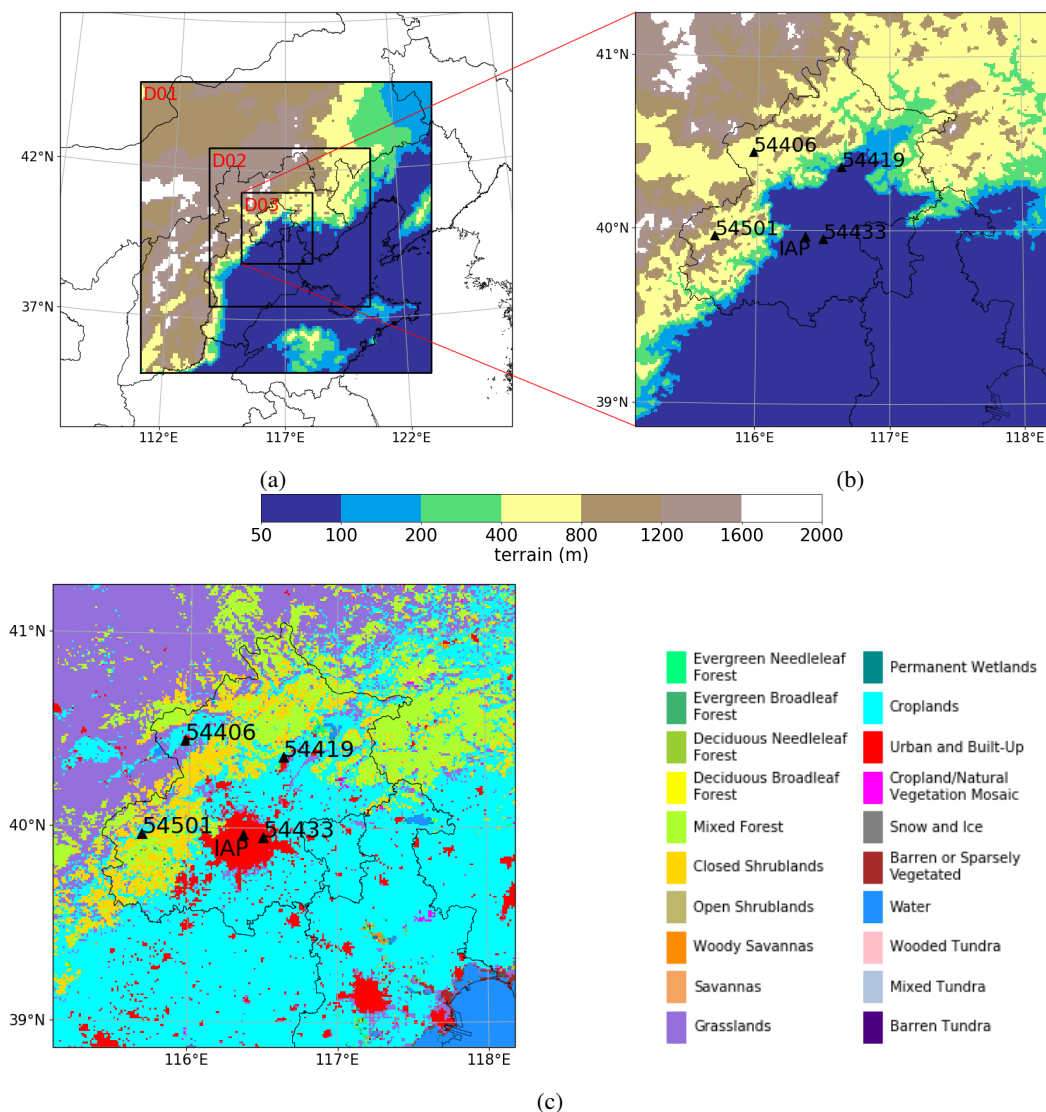 D01
D02
D03
42°N
37°N
112°E
117°E
122°E
(a)
41°N
40°N
39°N
54406
54419
54501
54433
IAP
116°E
117°E
118°E
(b)
50 100 200 400 800 1200 1600 2000
terrain (m)
41°N
40°N
39°N
54406
54419
54501
54433
IAP
116°E
117°E
118°E
Evergreen Needleleaf
Forest
Evergreen Broadleaf
Forest
Deciduous Needleleaf
Forest
Deciduous Broadleaf
Forest
Mixed Forest
Closed Shrublands
Open Shrublands
Woody Savannas
Savannas
Grasslands
Permanent Wetlands
Croplands
Urban and Built-Up
Cropland/Natural
Vegetation Mosaic
Snow and Ice
Barren or Sparsely
Vegetated
Water
Wooded Tundra
Mixed Tundra
Barren Tundra
(c)